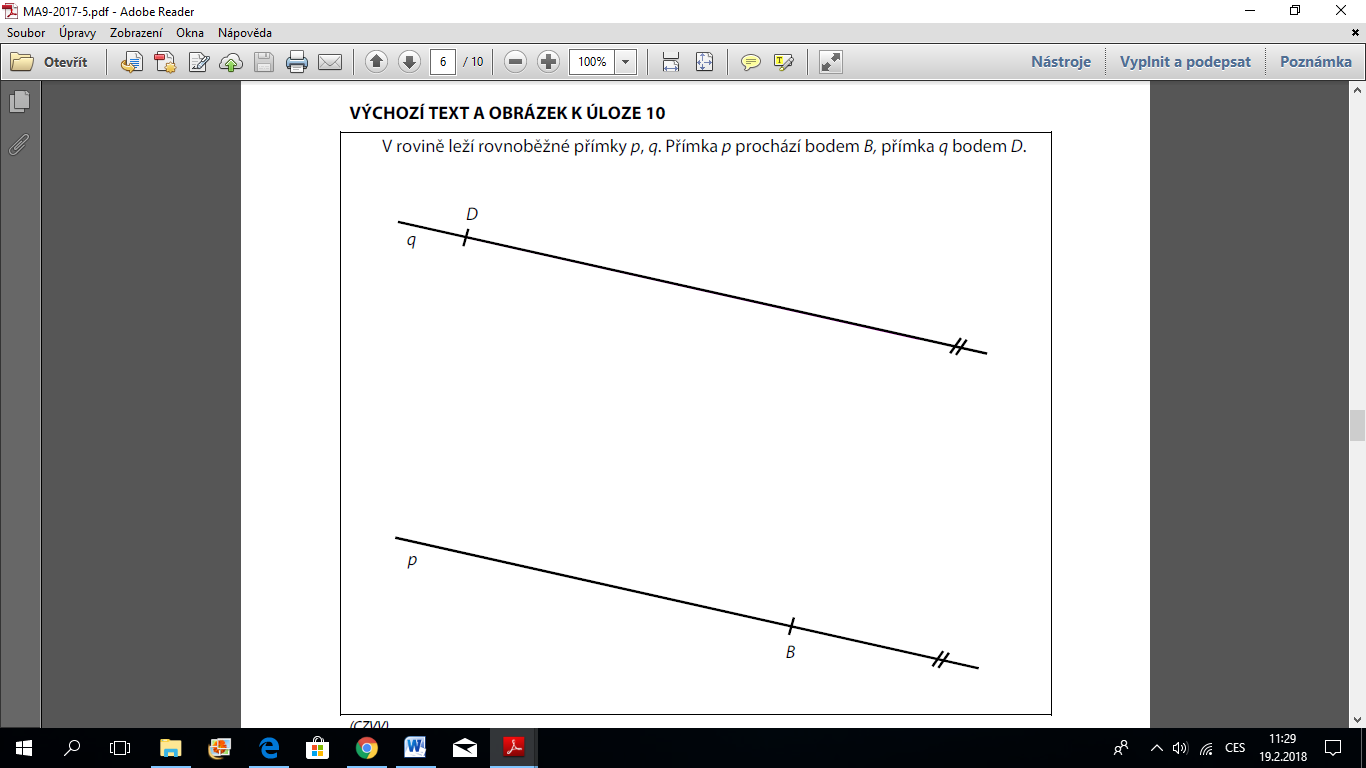 MA9-2017-5.pdf - Adobe Reader
Soubor Úpravy Zobrazení Okna Nápověda
Otevřít 6 / 10 100% Nástroje Vyplnit a podepsat Poznámka
VÝCHOZÍ TEXT A OBRÁZEK K ÚLOZE 10
V rovině leží rovnoběžné přímky p, q. Přímka p prochází bodem B, přímka q bodem D.
D
q
p
B
(CZVV)
11:29
CES
19.2.2018